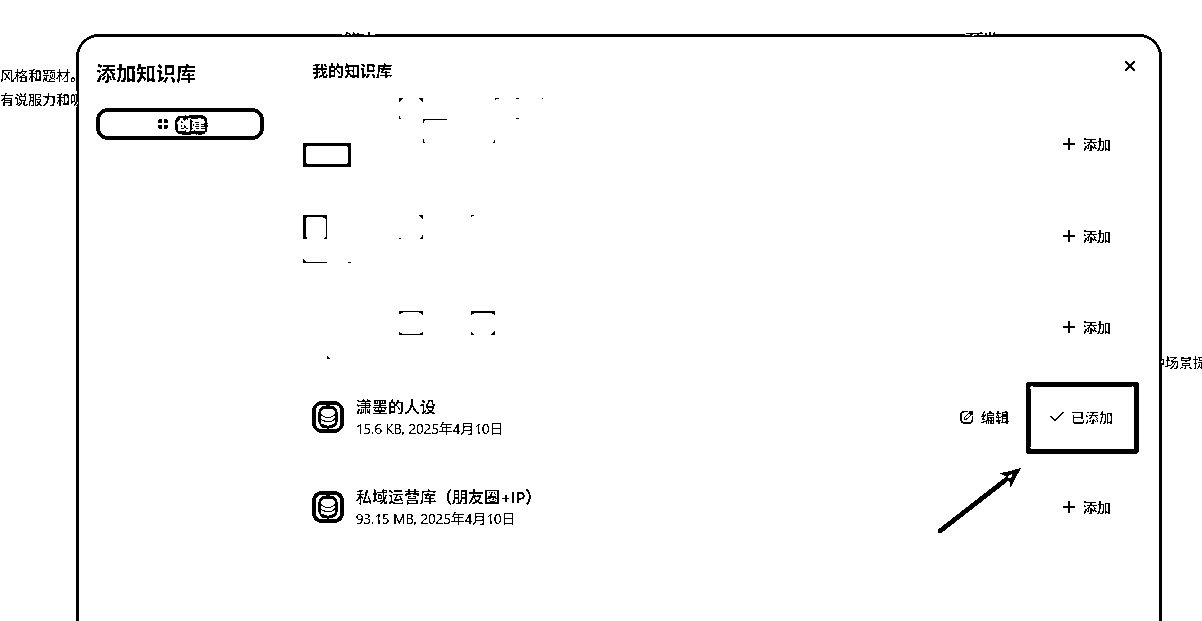 风格和题材。
有说服力和
添加知识库
创建
我的知识库
添加
添加
添加
潇墨的人设
15.6 KB, 2025年4月10日
编辑
已添加
私域运营库（朋友圈+IP）
93.15 MB, 2025年4月10日
添加
场景拓